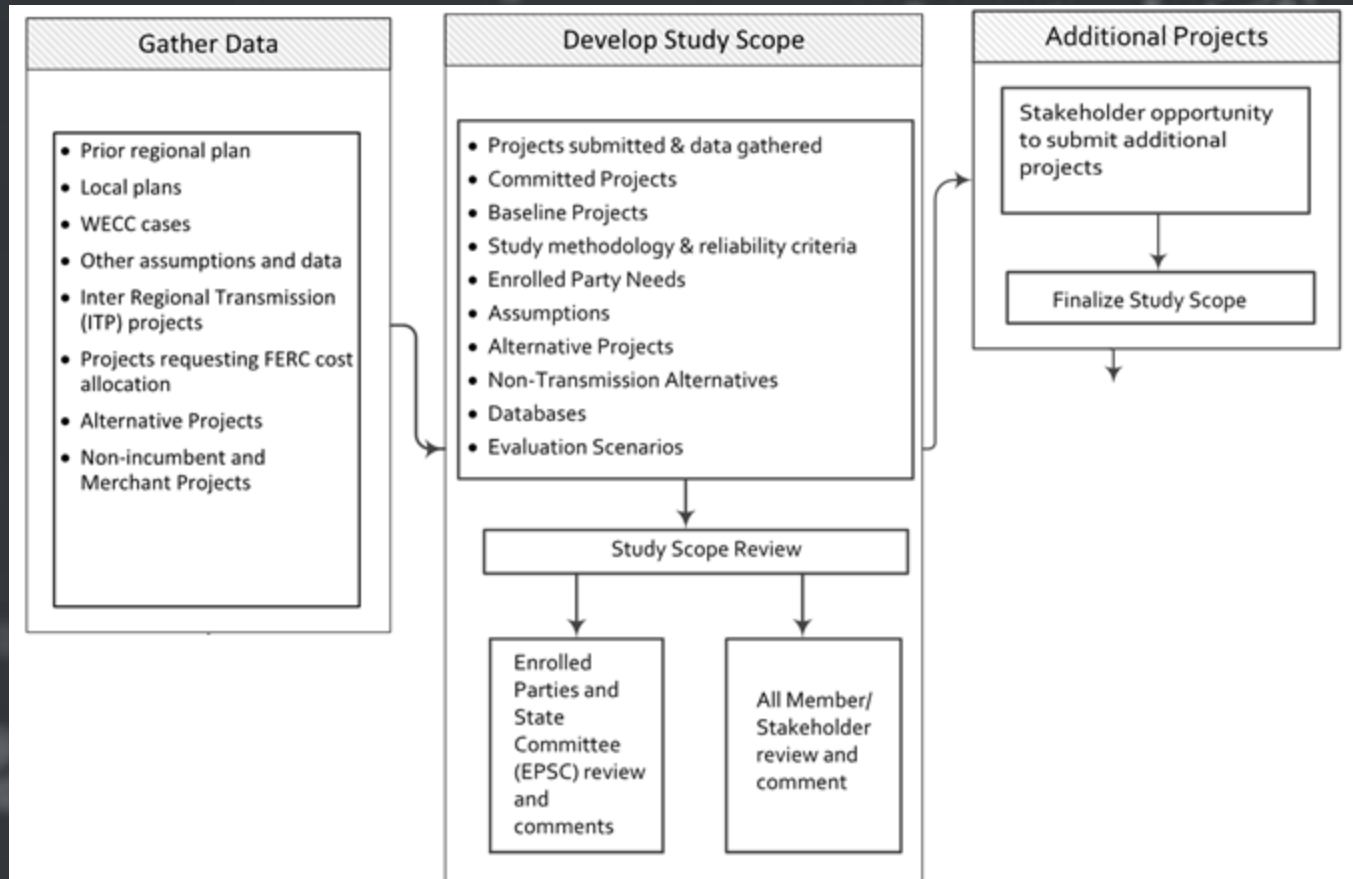 Gather Data
• Prior regional plan
• Local plans
• WECC cases
• Other assumptions and data
• Inter Regional Transmission
(ITP) projects
• Projects requesting FERC cost
allocation
• Alternative Projects
• Non-incumbent and
Merchant Projects
Develop Study Scope
• Projects submitted & data gathered
• Committed Projects
• Baseline Projects
• Study methodology & reliability criteria
• Enrolled Party Needs
• Assumptions
• Alternative Projects
• Non-Transmission Alternatives
• Databases
• Evaluation Scenarios
Study Scope Review
Enrolled
Parties and
State
Committee
(EPSC) review
and
comments
All Member/
Stakeholder
review and
comment
Additional Projects
Stakeholder opportunity
to submit additional
projects
Finalize Study Scope